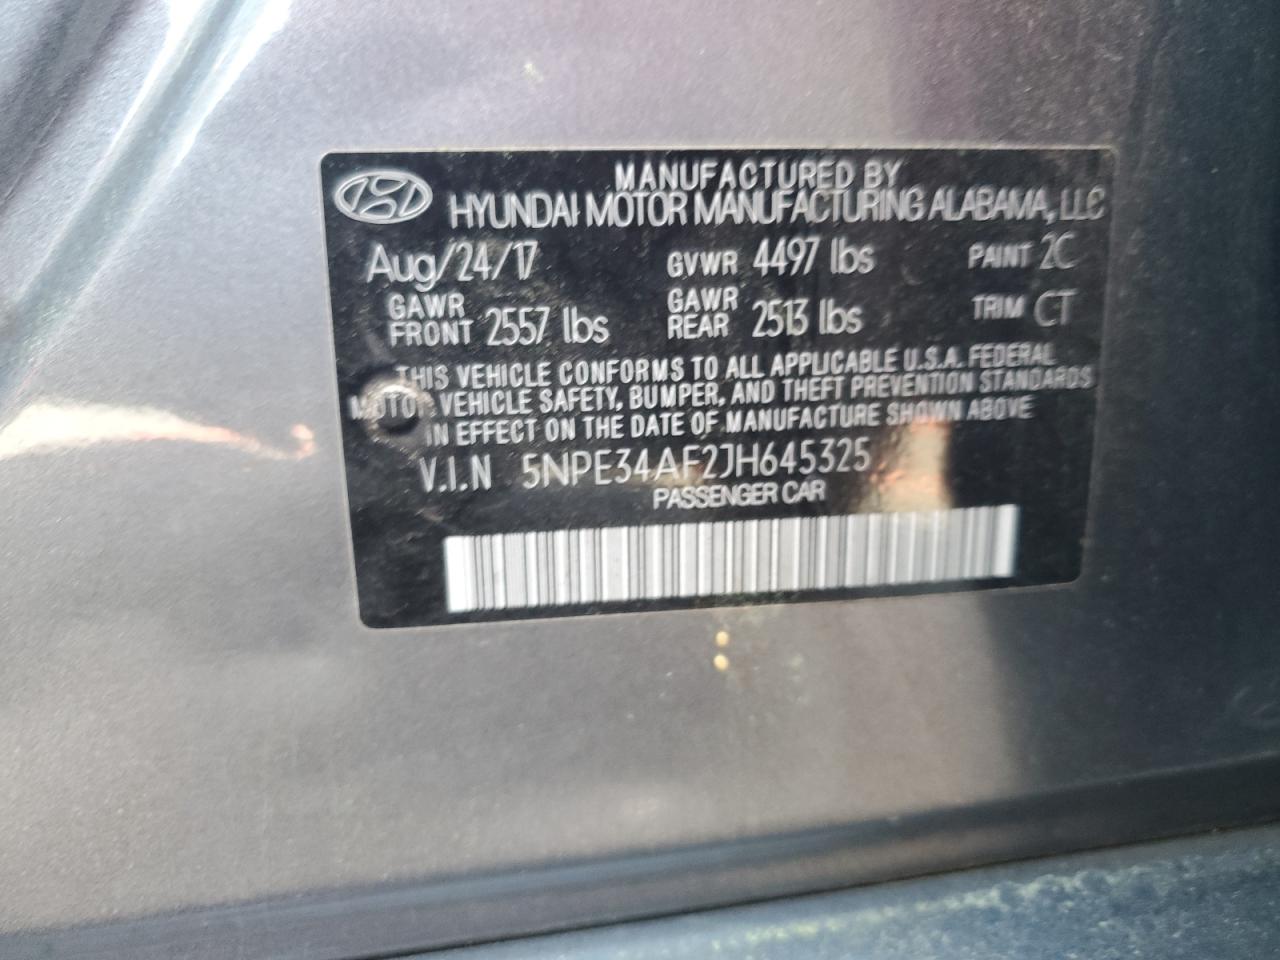 MANUFACTURED BY
HYUNDAI MOTOR MANUFACTURING ALABAMA, LLC
Aug/24/17 GVWR 4497 lbs PAINT 2C
GAWR FRONT 2557 lbs GAWR REAR 2513 lbs TRIM CT
THIS VEHICLE CONFORMS TO ALL APPLICABLE U.S.A. FEDERAL
MOTOR VEHICLE SAFETY, BUMPER, AND THEFT PREVENTION STANDARDS
IN EFFECT ON THE DATE OF MANUFACTURE SHOWN ABOVE
V.I.N 5NPE34AF2JH645325
PASSENGER CAR